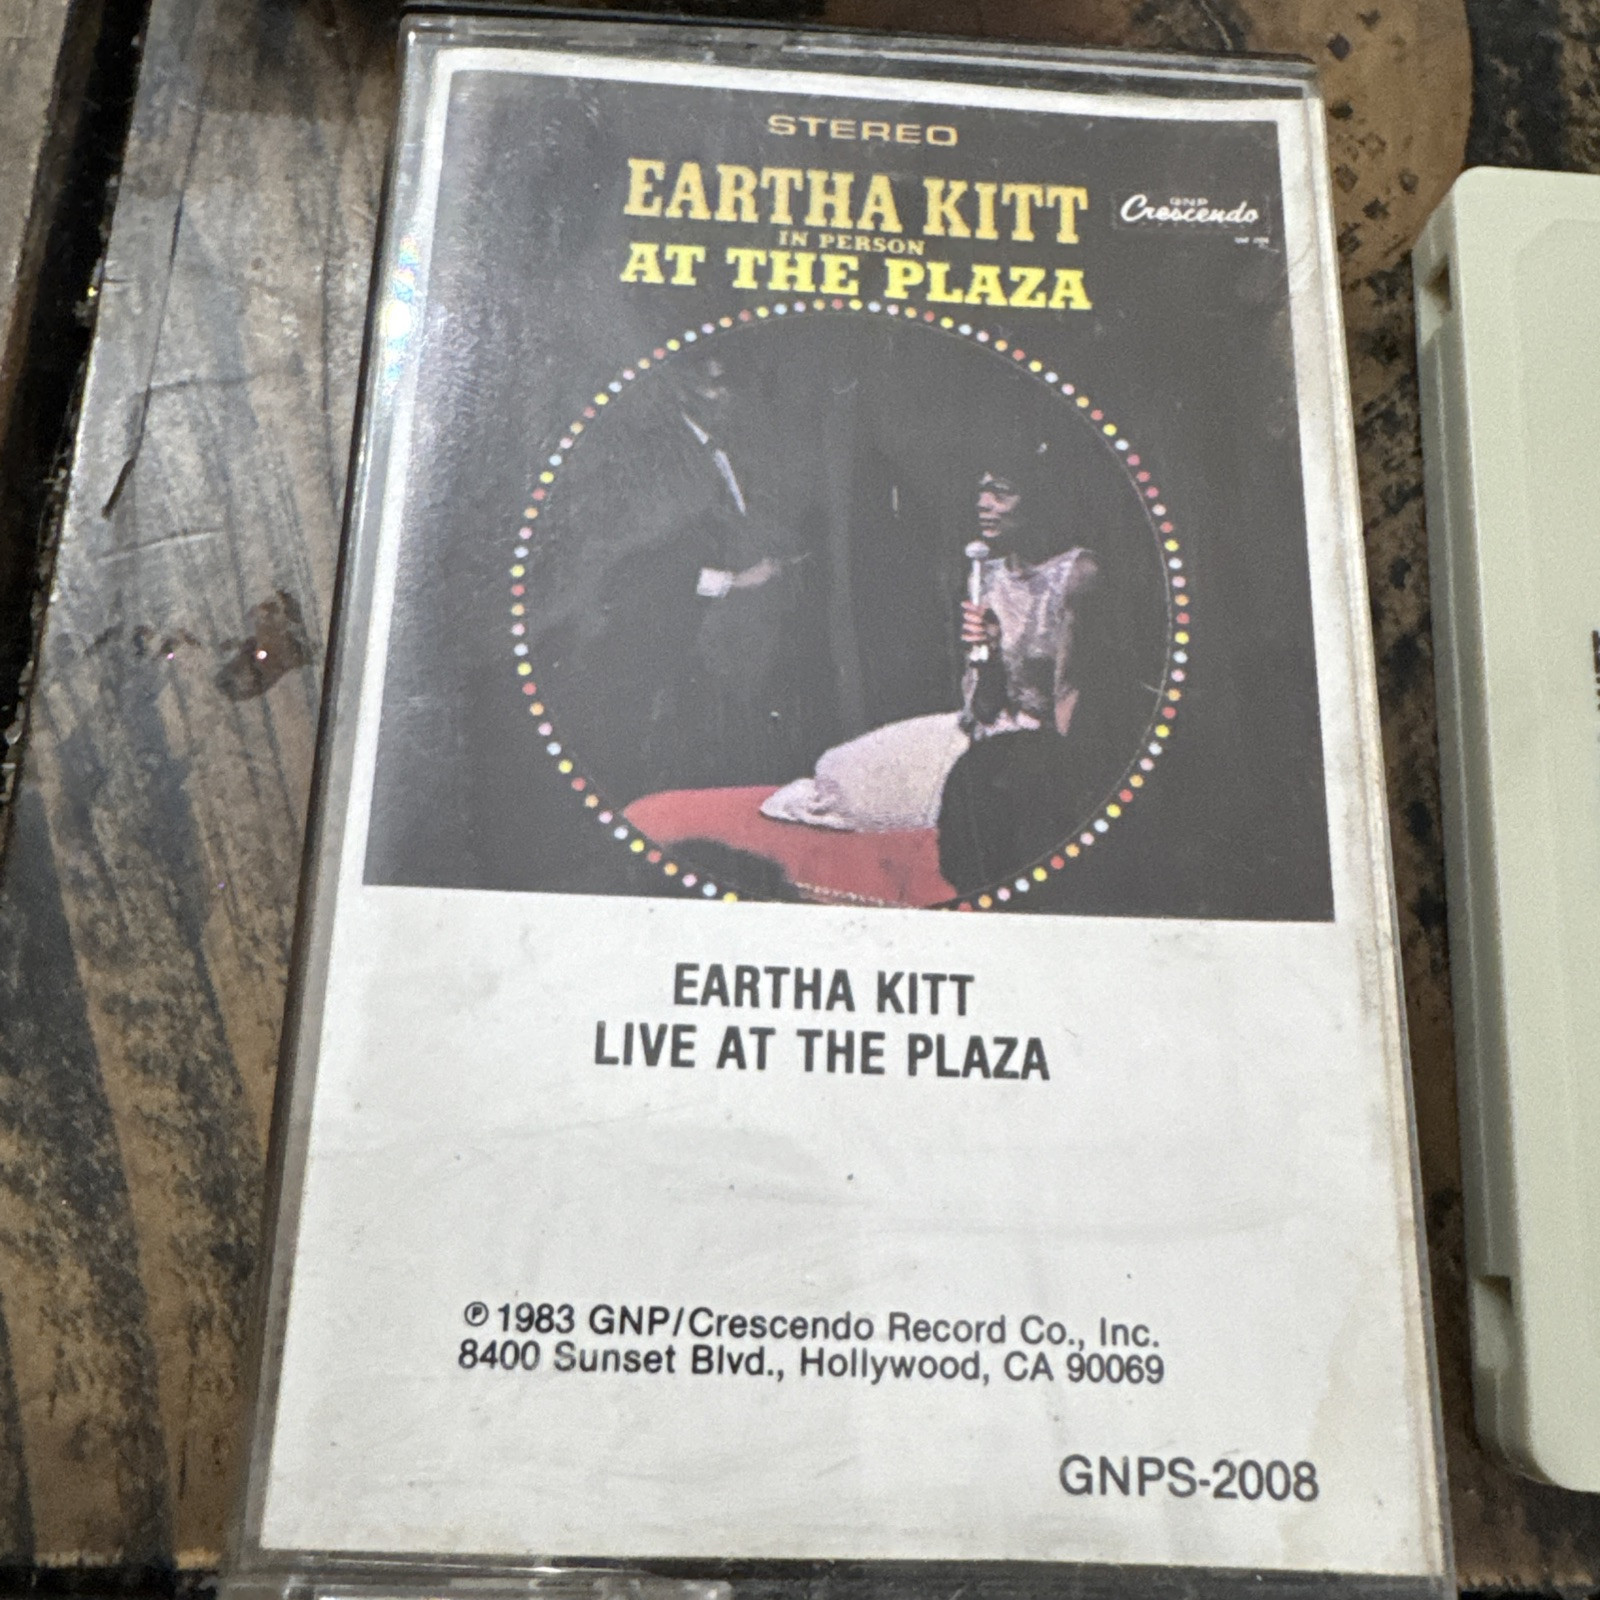 STEREO
EARTHA KITT
IN PERSON
AT THE PLAZA
GNP
Crescendo
EARTHA KITT
LIVE AT THE PLAZA
℗ 1983 GNP/Crescendo Record Co., Inc.
8400 Sunset Blvd., Hollywood, CA 90069
GNPS-2008